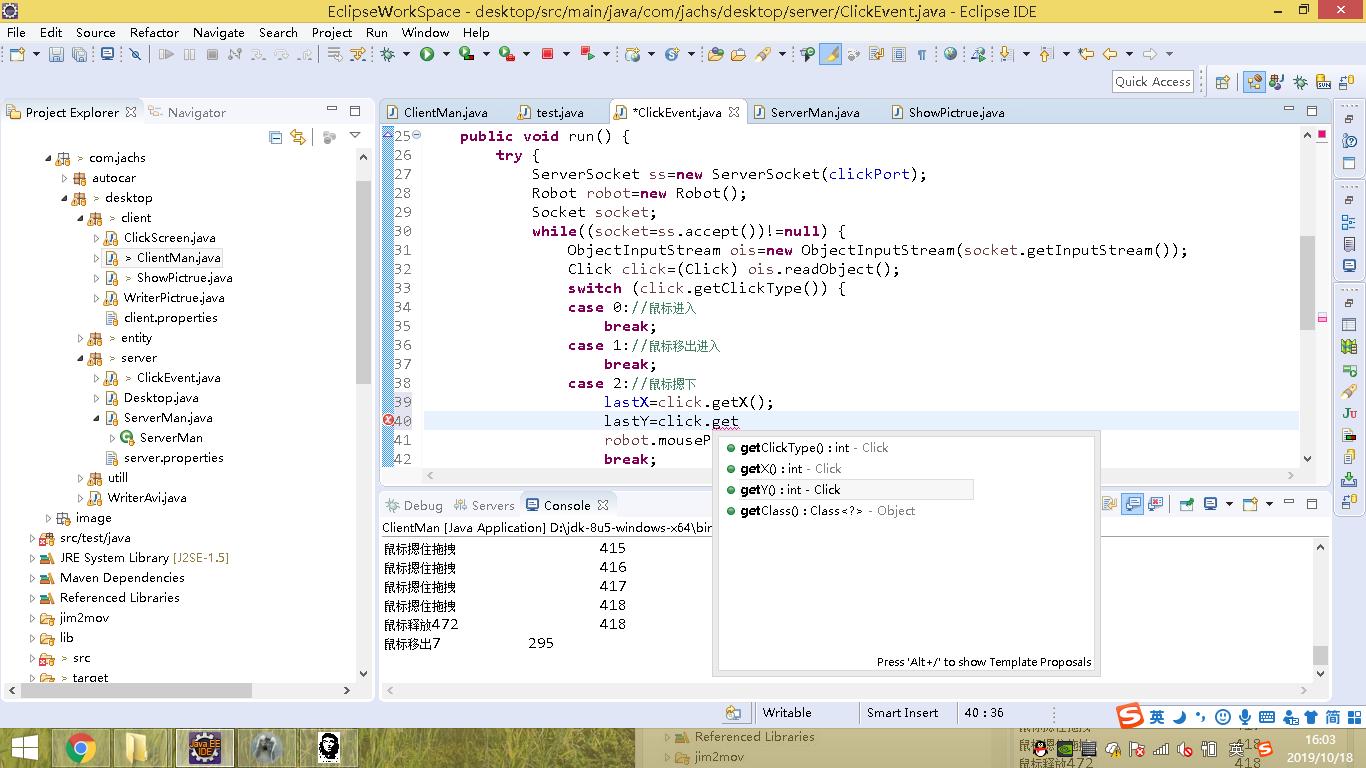 EclipseWorkSpace - desktop/src/main/java/com/jachs/desktop/server/ClickEvent.java - Eclipse IDE
File Edit Source Refactor Navigate Search Project Run Window Help
Quick Access
Project Explorer Navigator
> com.jachs
autocar
> desktop
> client
ClickScreen.java
> ClientMan.java
> ShowPictrue.java
WriterPictrue.java
client.properties
> entity
> server
> ClickEvent.java
Desktop.java
ServerMan.java
ServerMan
server.properties
utill
WriterAvi.java
image
src/test/java
JRE System Library [J2SE-1.5]
Maven Dependencies
Referenced Libraries
jim2mov
lib
> src
> target
ClientMan.java test.java *ClickEvent.java ServerMan.java ShowPictrue.java
25 public void run() {
26 try {
27 ServerSocket ss=new ServerSocket(clickPort);
28 Robot robot=new Robot();
29 Socket socket;
30 while((socket=ss.accept())!=null) {
31 ObjectInputStream ois=new ObjectInputStream(socket.getInputStream());
32 Click click=(Click) ois.readObject();
33 switch (click.getClickType()) {
34 case 0://鼠标进入
35 break;
36 case 1://鼠标移出进入
37 break;
38 case 2://鼠标摁下
39 lastX=click.getX();
40 lastY=click.get
41 robot.mouseP
42 break;
getClickType() : int - Click
getX() : int - Click
getY() : int - Click
getClass() : Class<?> - Object
Press 'Alt+/' to show Template Proposals
Debug Servers Console
ClientMan [Java Application] D:\jdk-8u5-windows-x64\bin
鼠标摁住拖拽 415
鼠标摁住拖拽 416
鼠标摁住拖拽 417
鼠标摁住拖拽 418
鼠标释放472 418
鼠标移出7 295
Writable Smart Insert 40 : 36
英 简
Java EE
IDE
Referenced Libraries
jim2mov
鼠标释放472 418
英
16:03
2019/10/18